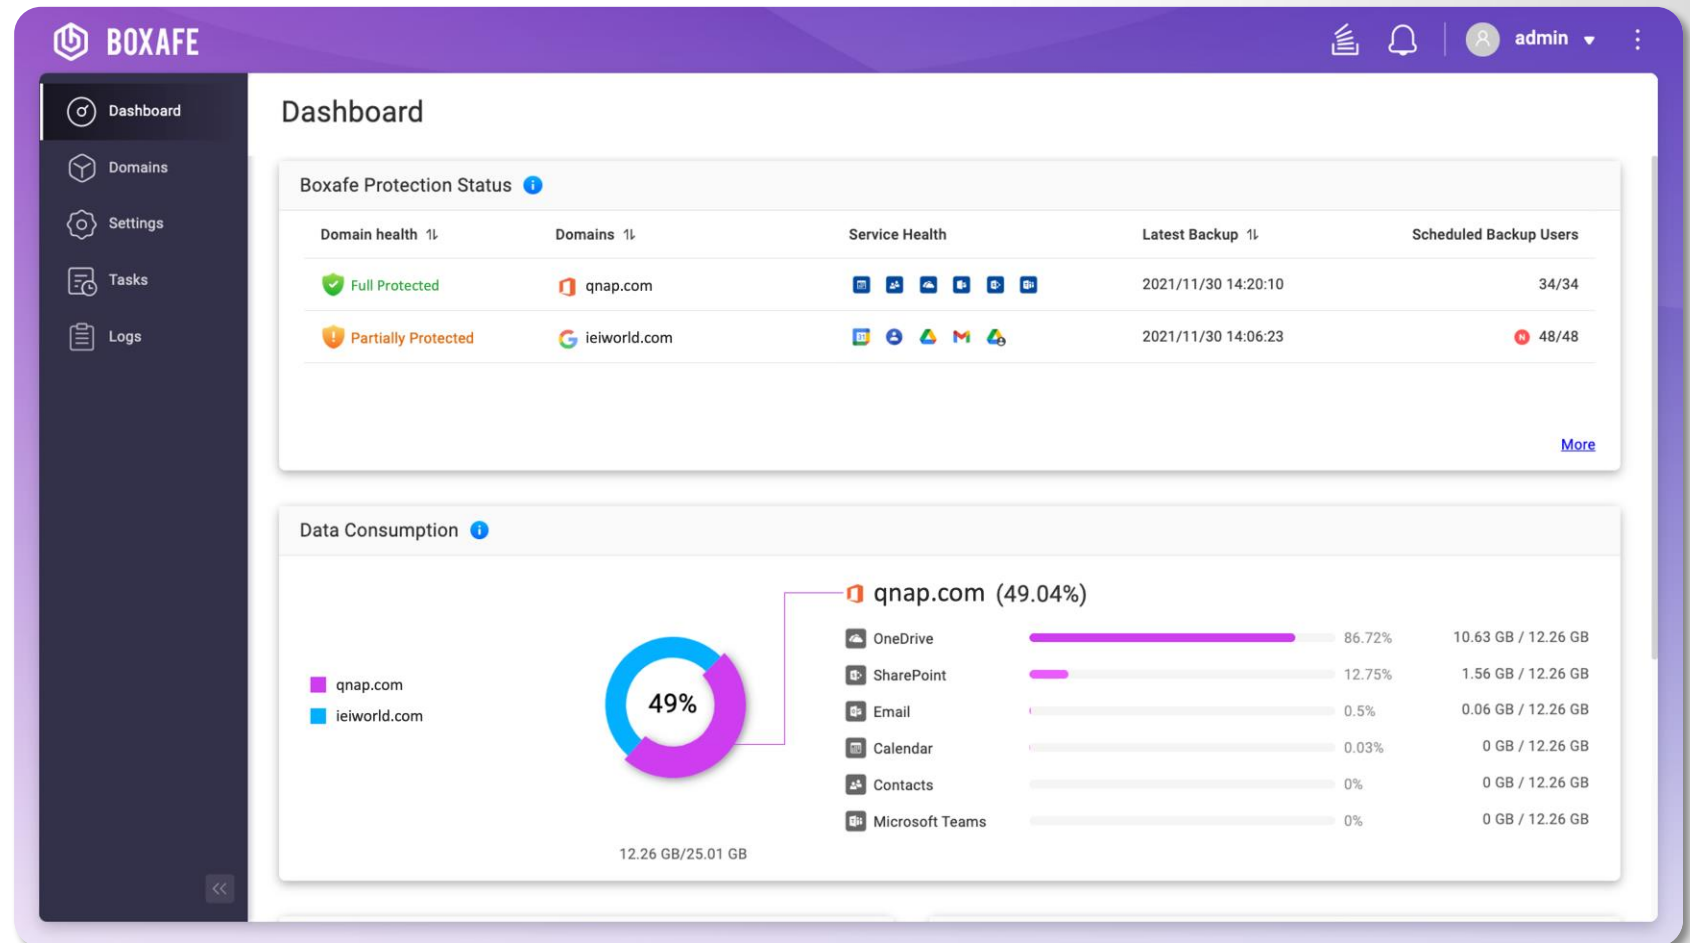 BOXAFE
admin
Dashboard
Domains
Settings
Tasks
Logs
Dashboard
Boxafe Protection Status
Domain health Domains Service Health Latest Backup Scheduled Backup Users
Full Protected qnap.com 2021/11/30 14:20:10 34/34
Partially Protected ieiworld.com 31 2021/11/30 14:06:23 N 48/48
More
Data Consumption
qnap.com
ieiworld.com
49%
12.26 GB/25.01 GB
qnap.com (49.04%)
OneDrive 86.72% 10.63 GB / 12.26 GB
SharePoint 12.75% 1.56 GB / 12.26 GB
Email 0.5% 0.06 GB / 12.26 GB
Calendar 0.03% 0 GB / 12.26 GB
Contacts 0% 0 GB / 12.26 GB
Microsoft Teams 0% 0 GB / 12.26 GB